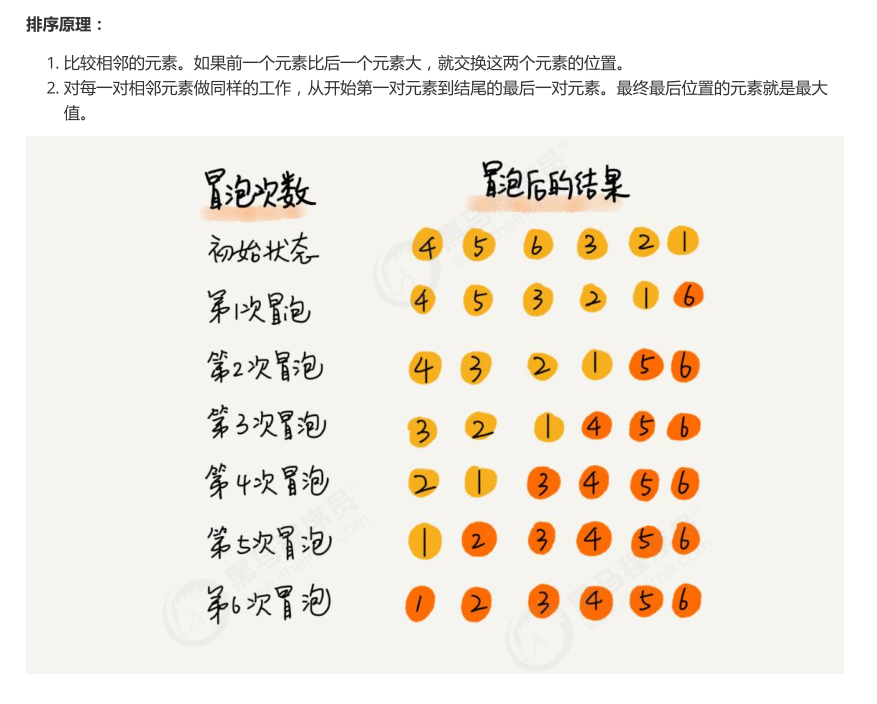 排序原理：
1. 比较相邻的元素。如果前一个元素比后一个元素大，就交换这两个元素的位置。
2. 对每一对相邻元素做同样的工作，从开始第一对元素到结尾的最后一对元素。最终最后位置的元素就是最大
值。
冒泡次数 冒泡后的结果
初始状态 4 5 6 3 2 1
第1次冒泡 4 5 3 2 1 6
第2次冒泡 4 3 2 1 5 6
第3次冒泡 3 2 1 4 5 6
第4次冒泡 2 1 3 4 5 6
第5次冒泡 1 2 3 4 5 6
第6次冒泡 1 2 3 4 5 6